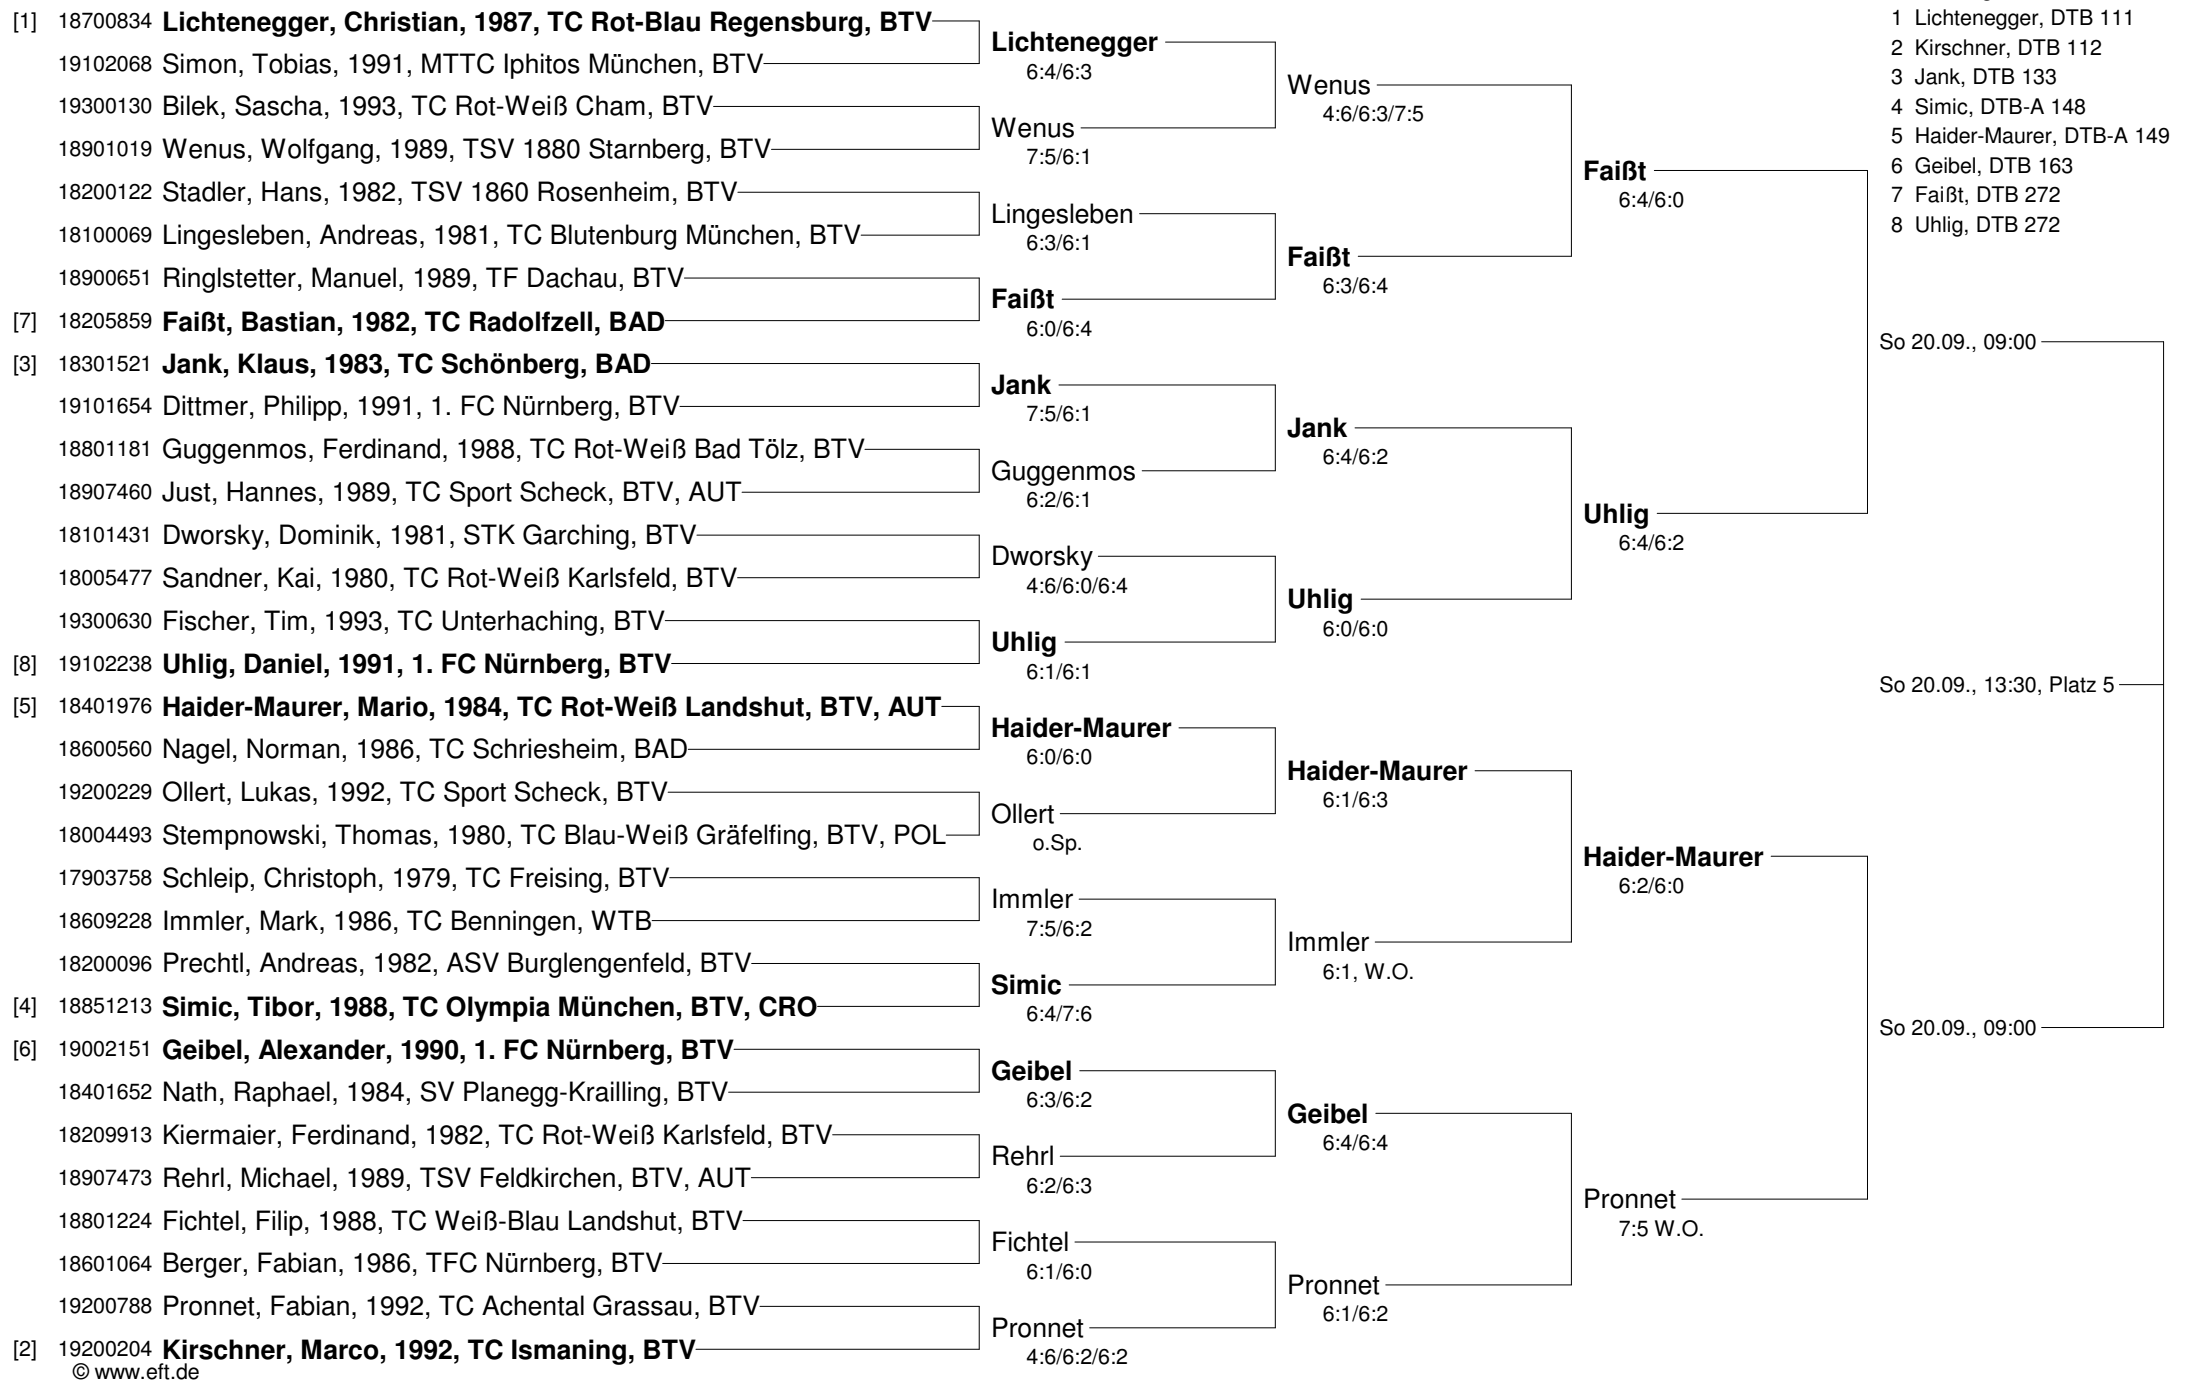 [1] 18700834 Lichtenegger, Christian, 1987, TC Rot-Blau Regensburg, BTV
19102068 Simon, Tobias, 1991, MTTC Iphitos München, BTV
19300130 Bilek, Sascha, 1993, TC Rot-Weiß Cham, BTV
18901019 Wenus, Wolfgang, 1989, TSV 1880 Starnberg, BTV
18200122 Stadler, Hans, 1982, TSV 1860 Rosenheim, BTV
18100069 Lingesleben, Andreas, 1981, TC Blutenburg München, BTV
18900651 Ringlstetter, Manuel, 1989, TF Dachau, BTV
[7] 18205859 Faißt, Bastian, 1982, TC Radolfzell, BAD
[3] 18301521 Jank, Klaus, 1983, TC Schönberg, BAD
19101654 Dittmer, Philipp, 1991, 1. FC Nürnberg, BTV
18801181 Guggenmos, Ferdinand, 1988, TC Rot-Weiß Bad Tölz, BTV
18907460 Just, Hannes, 1989, TC Sport Scheck, BTV, AUT
18101431 Dworsky, Dominik, 1981, STK Garching, BTV
18005477 Sandner, Kai, 1980, TC Rot-Weiß Karlsfeld, BTV
19300630 Fischer, Tim, 1993, TC Unterhaching, BTV
[8] 19102238 Uhlig, Daniel, 1991, 1. FC Nürnberg, BTV
[5] 18401976 Haider-Maurer, Mario, 1984, TC Rot-Weiß Landshut, BTV, AUT
18600560 Nagel, Norman, 1986, TC Schriesheim, BAD
19200229 Ollert, Lukas, 1992, TC Sport Scheck, BTV
18004493 Stempnowski, Thomas, 1980, TC Blau-Weiß Gräfelfing, BTV, POL
17903758 Schleip, Christoph, 1979, TC Freising, BTV
18609228 Immler, Mark, 1986, TC Benningen, WTB
18200096 Prechtl, Andreas, 1982, ASV Burglengenfeld, BTV
[4] 18851213 Simic, Tibor, 1988, TC Olympia München, BTV, CRO
[6] 19002151 Geibel, Alexander, 1990, 1. FC Nürnberg, BTV
18401652 Nath, Raphael, 1984, SV Planegg-Krailling, BTV
18209913 Kiermaier, Ferdinand, 1982, TC Rot-Weiß Karlsfeld, BTV
18907473 Rehrl, Michael, 1989, TSV Feldkirchen, BTV, AUT
18801224 Fichtel, Filip, 1988, TC Weiß-Blau Landshut, BTV
18601064 Berger, Fabian, 1986, TFC Nürnberg, BTV
19200788 Pronnet, Fabian, 1992, TC Achental Grassau, BTV
[2] 19200204 Kirschner, Marco, 1992, TC Ismaning, BTV
© www.eft.de
Lichtenegger
6:4/6:3
Wenus
7:5/6:1
Lingesleben
6:3/6:1
Faißt
6:0/6:4
Jank
7:5/6:1
Guggenmos
6:2/6:1
Dworsky
4:6/6:0/6:4
Uhlig
6:1/6:1
Haider-Maurer
6:0/6:0
Ollert
o.Sp.
Immler
7:5/6:2
Simic
6:4/7:6
Geibel
6:3/6:2
Rehrl
6:2/6:3
Fichtel
6:1/6:0
Pronnet
4:6/6:2/6:2
Wenus
4:6/6:3/7:5
Faißt
6:3/6:4
Jank
6:4/6:2
Uhlig
6:0/6:0
Haider-Maurer
6:1/6:3
Immler
6:1, W.O.
Geibel
6:4/6:4
Pronnet
6:1/6:2
Faißt
6:4/6:0
Uhlig
6:4/6:2
Haider-Maurer
6:2/6:0
Pronnet
7:5 W.O.
1 Lichtenegger, DTB 111
2 Kirschner, DTB 112
3 Jank, DTB 133
4 Simic, DTB-A 148
5 Haider-Maurer, DTB-A 149
6 Geibel, DTB 163
7 Faißt, DTB 272
8 Uhlig, DTB 272
So 20.09., 09:00
So 20.09., 13:30, Platz 5
So 20.09., 09:00